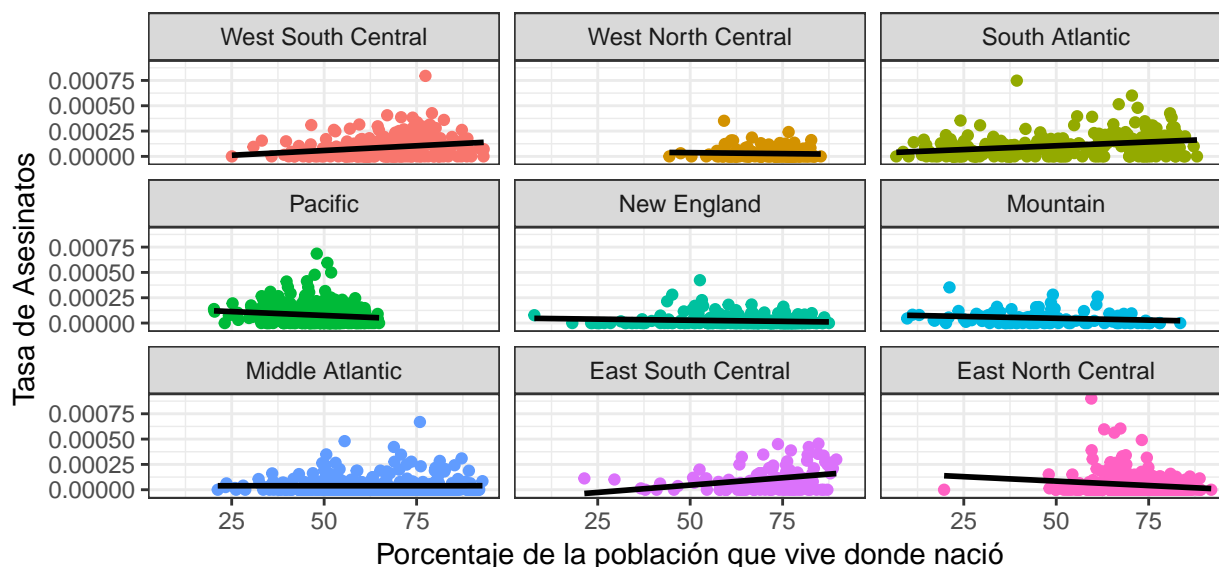 West South Central
West North Central
South Atlantic
0.00075
0.00050
0.00025
0.00000
Pacific
New England
Mountain
0.00075
0.00050
0.00025
0.00000
Middle Atlantic
East South Central
East North Central
0.00075
0.00050
0.00025
0.00000
25 50 75 25 50 75 25 50 75
Tasa de Asesinatos
Porcentaje de la población que vive donde nació